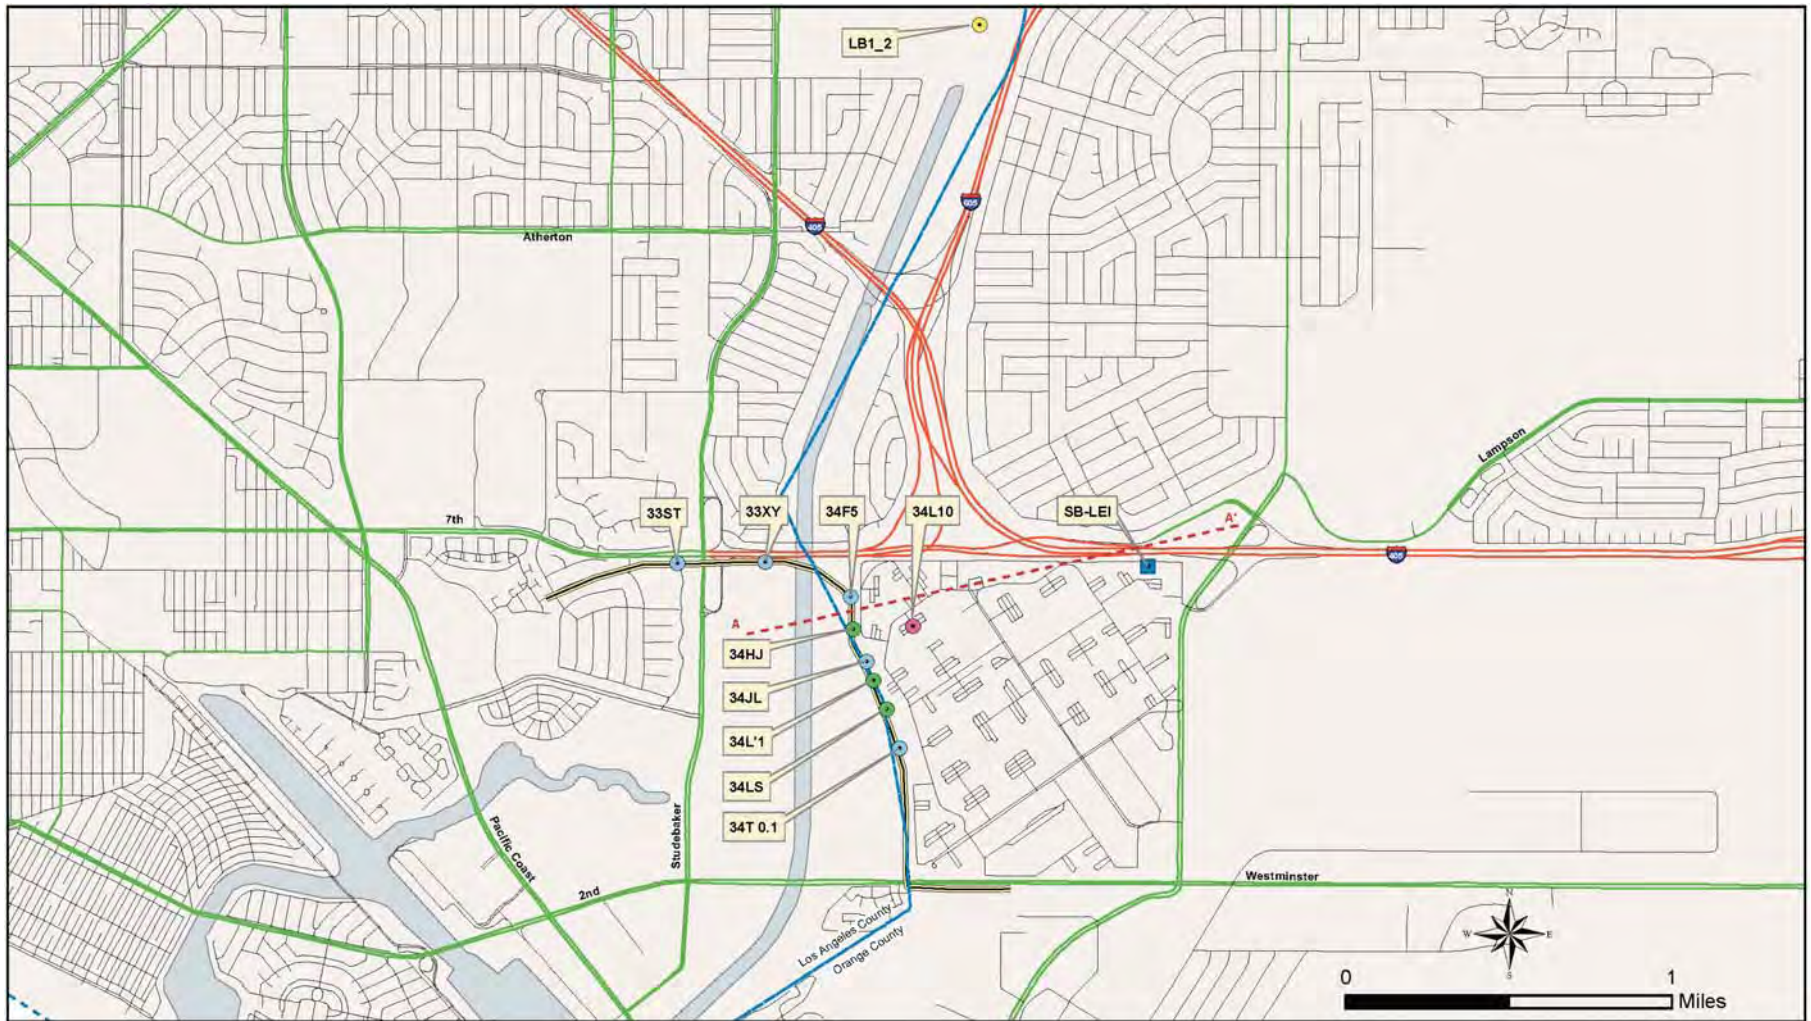 LB1_2
605
405
Atherton
Lampson
7th
33ST
33XY
34F5
34L10
SB-LEI
A'
405
A
34HJ
34JL
34L'1
34LS
34T 0.1
Studebaker
Pacific Coast
2nd
Westminster
Los Angeles County
Orange County
N
W E
S
0 1
Miles